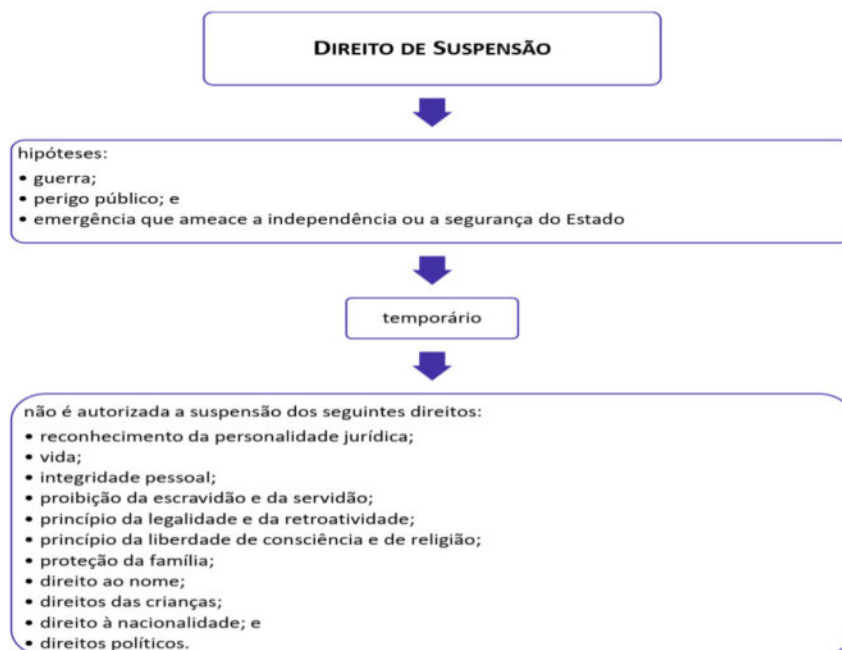 DIREITO DE SUSPENSÃO
hipóteses:
• guerra;
• perigo público; e
• emergência que ameace a independência ou a segurança do Estado
temporário
não é autorizada a suspensão dos seguintes direitos:
• reconhecimento da personalidade jurídica;
• vida;
• integridade pessoal;
• proibição da escravidão e da servidão;
• princípio da legalidade e da retroatividade;
• princípio da liberdade de consciência e de religião;
• proteção da família;
• direito ao nome;
• direitos das crianças;
• direito à nacionalidade; e
• direitos políticos.